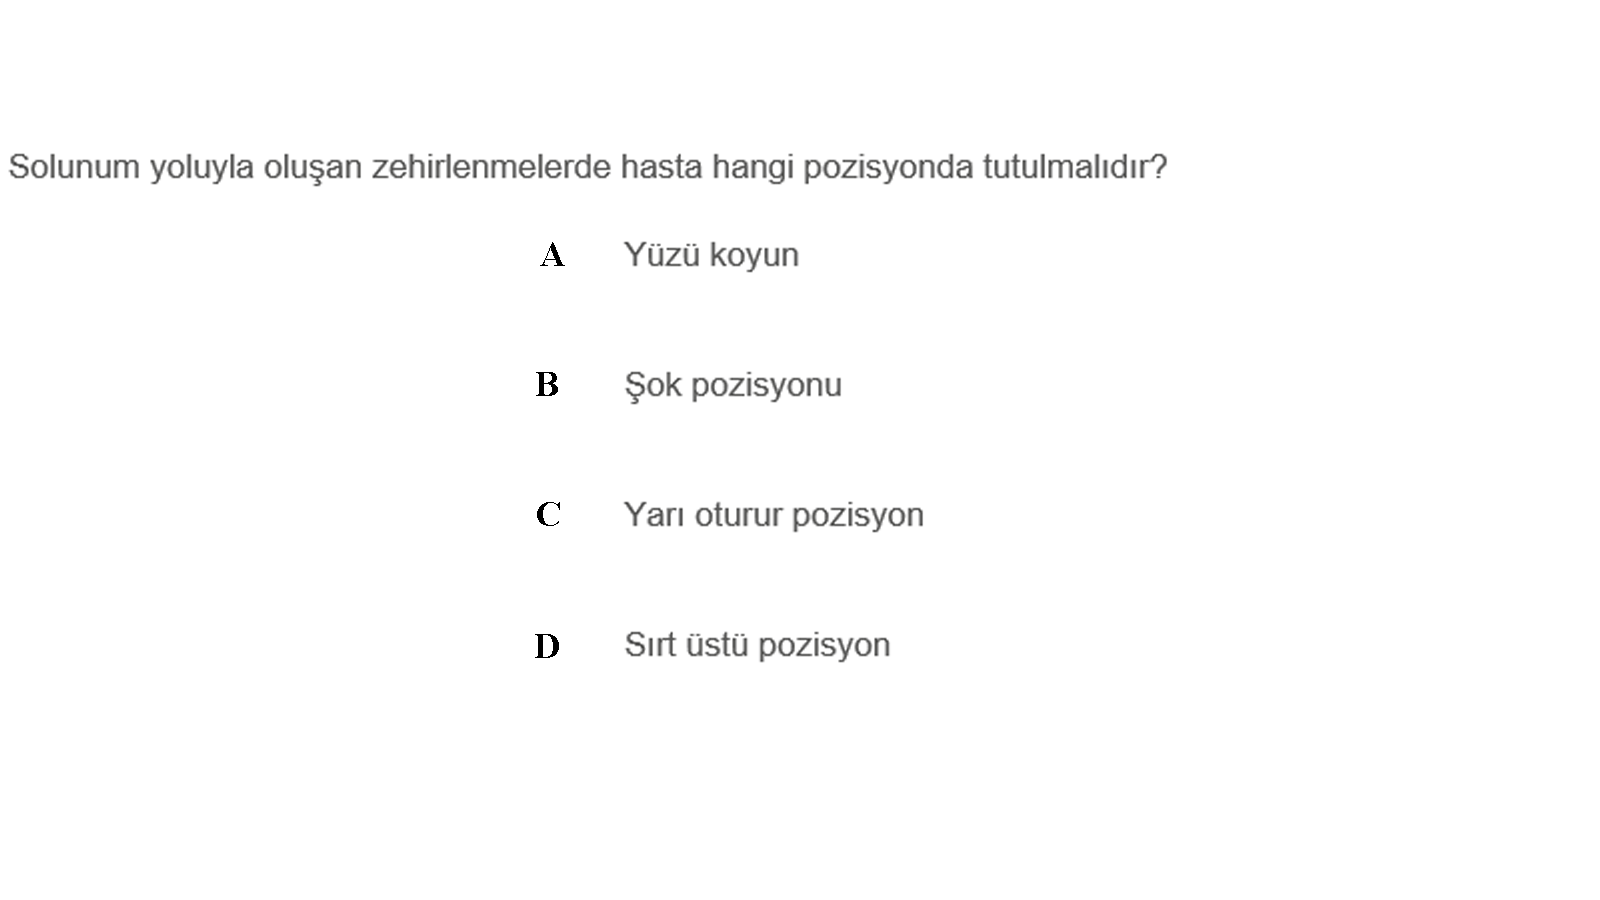 Solunum yoluyla oluşan zehirlenmelerde hasta hangi pozisyonda tutulmalıdır?
A Yüzü koyun
B Şok pozisyonu
C Yarı oturur pozisyon
D Sırt üstü pozisyon